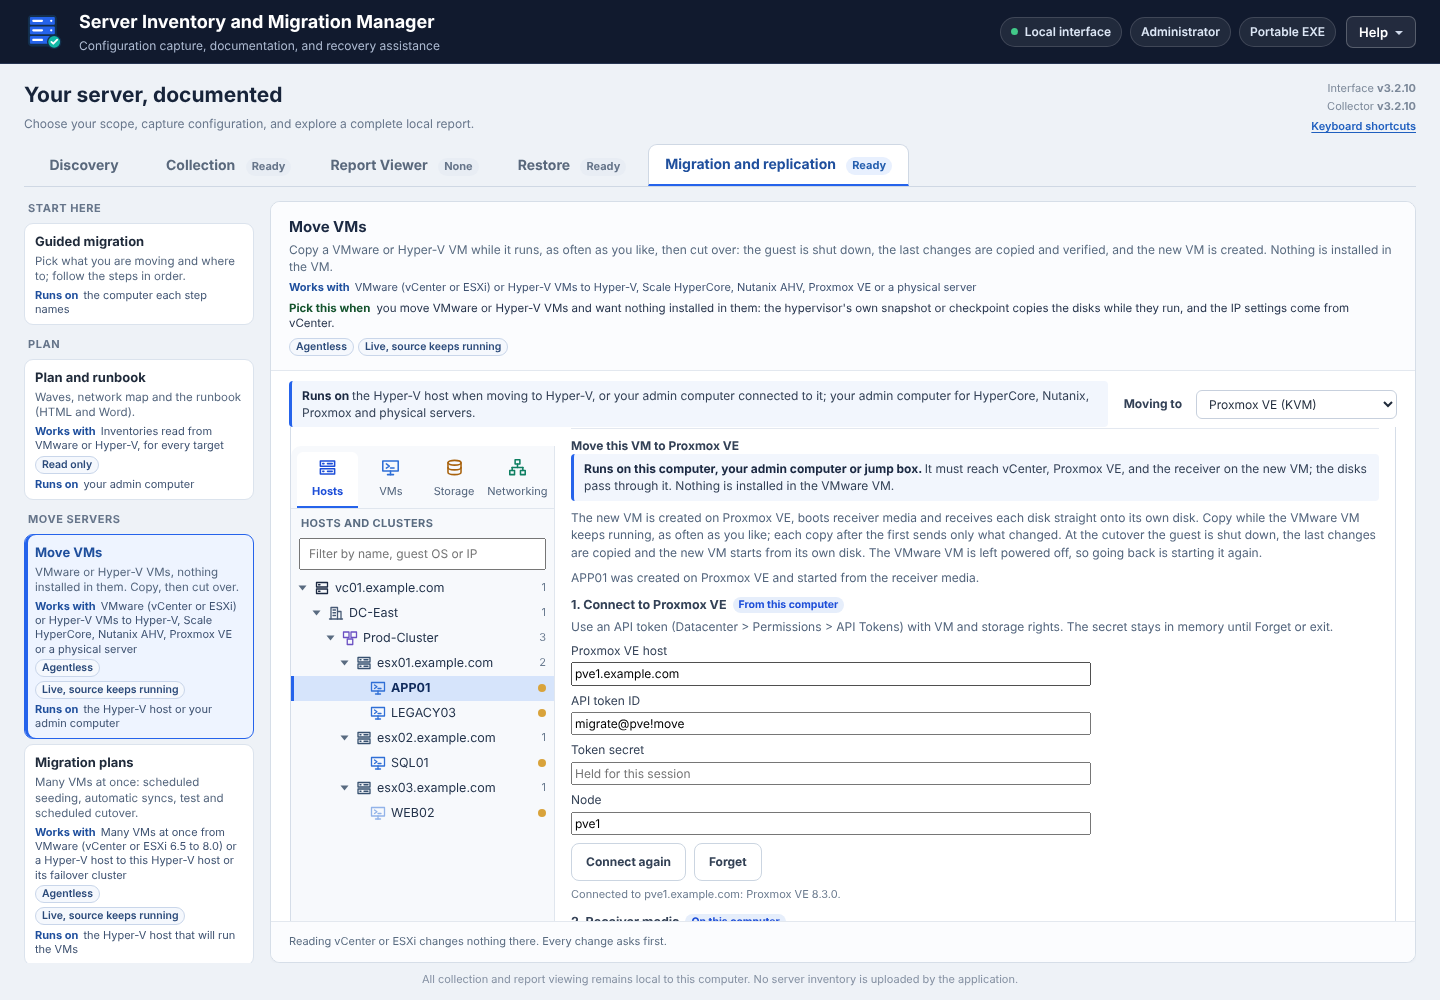 Server Inventory and Migration Manager
Configuration capture, documentation, and recovery assistance
Local interface
Administrator
Portable EXE
Help
Your server, documented
Choose your scope, capture configuration, and explore a complete local report.
Interface v3.2.10
Collector v3.2.10
Keyboard shortcuts
Discovery
Collection Ready
Report Viewer None
Restore Ready
Migration and replication Ready
START HERE
Guided migration
Pick what you are moving and where
to; follow the steps in order.
Runs on the computer each step
names
PLAN
Plan and runbook
Waves, network map and the runbook
(HTML and Word).
Works with Inventories read from
VMware or Hyper-V, for every target
Read only
Runs on your admin computer
MOVE SERVERS
Move VMs
VMware or Hyper-V VMs, nothing
installed in them. Copy, then cut over.
Works with VMware (vCenter or ESXi)
or Hyper-V VMs to Hyper-V, Scale
HyperCore, Nutanix AHV, Proxmox VE
or a physical server
Agentless
Live, source keeps running
Runs on the Hyper-V host or your
admin computer
Migration plans
Many VMs at once: scheduled
seeding, automatic syncs, test and
scheduled cutover.
Works with Many VMs at once from
VMware (vCenter or ESXi 6.5 to 8.0) or
a Hyper-V host to this Hyper-V host or
its failover cluster
Agentless
Live, source keeps running
Runs on the Hyper-V host that will run
the VMs
Move VMs
Copy a VMware or Hyper-V VM while it runs, as often as you like, then cut over: the guest is shut down, the last changes are copied and verified, and the new VM is created. Nothing is installed in
the VM.
Works with VMware (vCenter or ESXi) or Hyper-V VMs to Hyper-V, Scale HyperCore, Nutanix AHV, Proxmox VE or a physical server
Pick this when you move VMware or Hyper-V VMs and want nothing installed in them: the hypervisor's own snapshot or checkpoint copies the disks while they run, and the IP settings come from
vCenter.
Agentless
Live, source keeps running
Runs on the Hyper-V host when moving to Hyper-V, or your admin computer connected to it; your admin computer for HyperCore, Nutanix,
Proxmox and physical servers.
Moving to
Proxmox VE (KVM)
Hosts
VMs
Storage
Networking
HOSTS AND CLUSTERS
Filter by name, guest OS or IP
vc01.example.com 1
DC-East 1
Prod-Cluster 3
esx01.example.com 2
APP01
LEGACY03
esx02.example.com 1
SQL01
esx03.example.com 1
WEB02
Move this VM to Proxmox VE
Runs on this computer, your admin computer or jump box. It must reach vCenter, Proxmox VE, and the receiver on the new VM; the disks
pass through it. Nothing is installed in the VMware VM.
The new VM is created on Proxmox VE, boots receiver media and receives each disk straight onto its own disk. Copy while the VMware VM
keeps running, as often as you like; each copy after the first sends only what changed. At the cutover the guest is shut down, the last changes
are copied and the new VM starts from its own disk. The VMware VM is left powered off, so going back is starting it again.
APP01 was created on Proxmox VE and started from the receiver media.
1. Connect to Proxmox VE From this computer
Use an API token (Datacenter > Permissions > API Tokens) with VM and storage rights. The secret stays in memory until Forget or exit.
Proxmox VE host
pve1.example.com
API token ID
migrate@pve!move
Token secret
Held for this session
Node
pve1
Connect again
Forget
Connected to pve1.example.com: Proxmox VE 8.3.0.
2. Receiver media On this computer
Reading vCenter or ESXi changes nothing there. Every change asks first.
All collection and report viewing remains local to this computer. No server inventory is uploaded by the application.